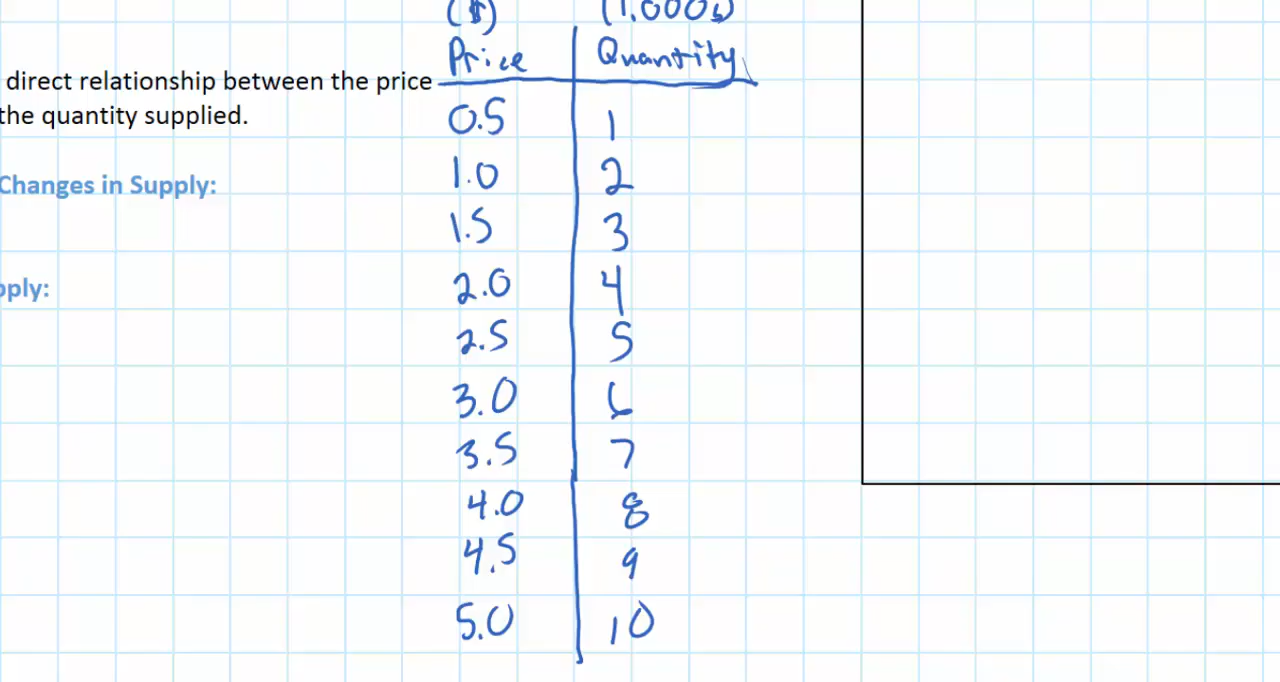 ($) (1,000s)
Price Quantity
direct relationship between the price
the quantity supplied.
0.5 1
1.0 2
Changes in Supply:
1.5 3
2.0 4
pply:
2.5 5
3.0 6
3.5 7
4.0 8
4.5 9
5.0 10